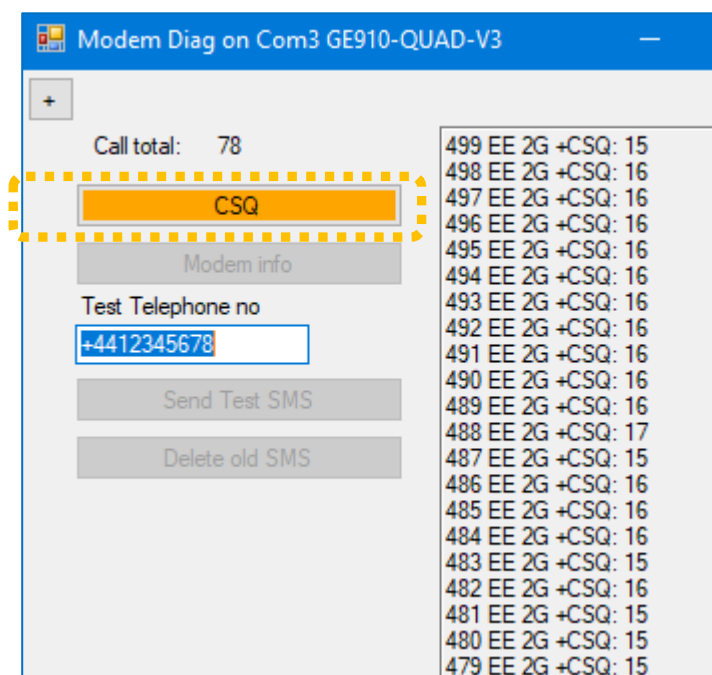 Modem Diag on Com3 GE910-QUAD-V3
+
Call total: 78
CSQ
Modem info
Test Telephone no
+4412345678
Send Test SMS
Delete old SMS
499 EE 2G +CSQ: 15
498 EE 2G +CSQ: 16
497 EE 2G +CSQ: 16
496 EE 2G +CSQ: 16
495 EE 2G +CSQ: 16
494 EE 2G +CSQ: 16
493 EE 2G +CSQ: 16
492 EE 2G +CSQ: 16
491 EE 2G +CSQ: 16
490 EE 2G +CSQ: 16
489 EE 2G +CSQ: 16
488 EE 2G +CSQ: 17
487 EE 2G +CSQ: 15
486 EE 2G +CSQ: 16
485 EE 2G +CSQ: 16
484 EE 2G +CSQ: 16
483 EE 2G +CSQ: 15
482 EE 2G +CSQ: 16
481 EE 2G +CSQ: 15
480 EE 2G +CSQ: 15
479 EE 2G +CSQ: 15